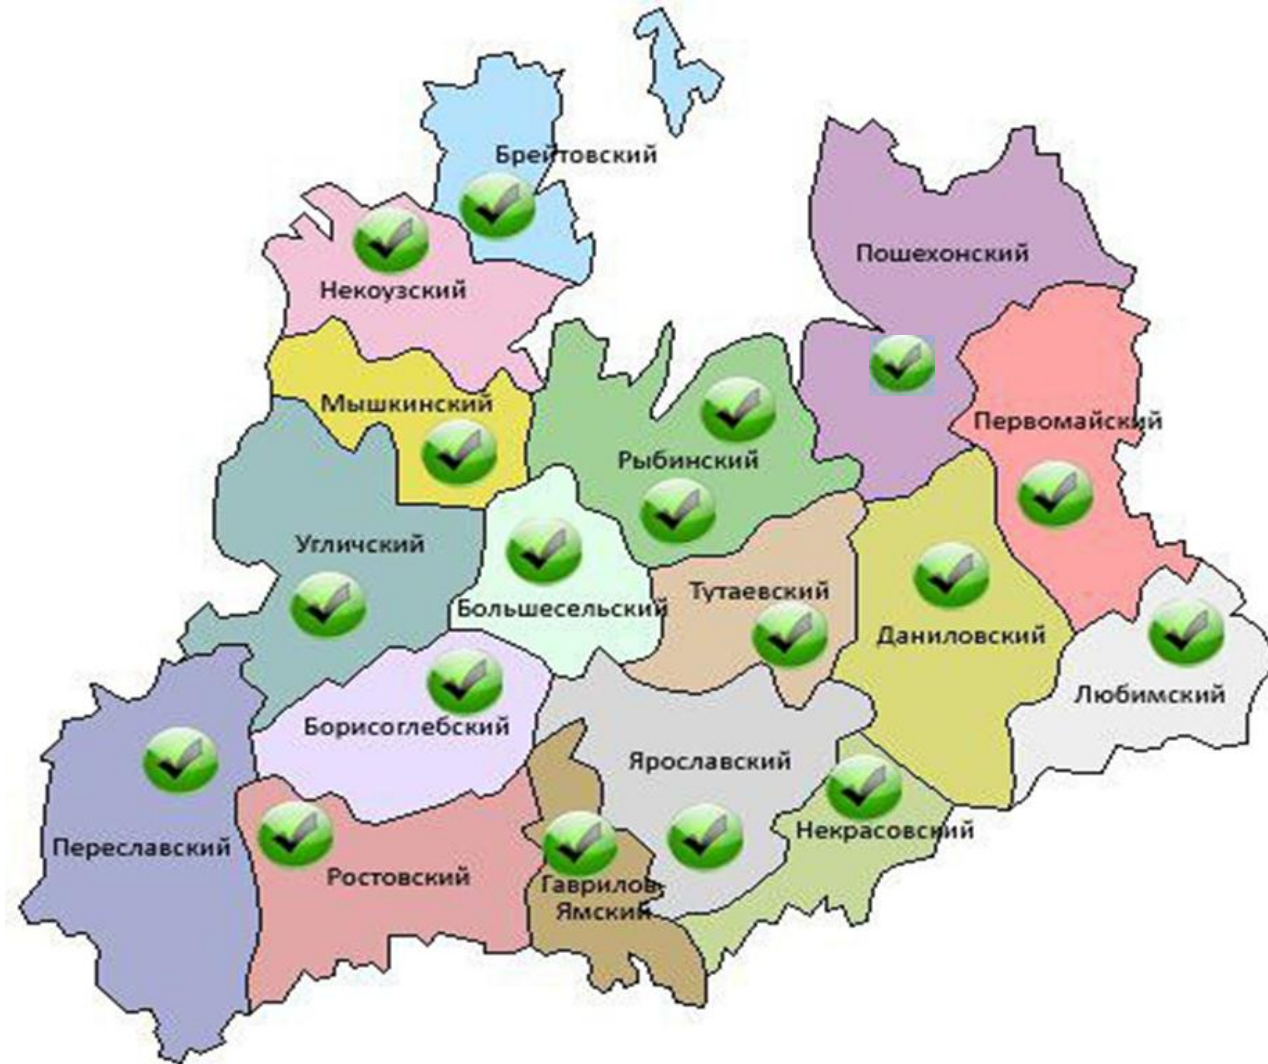 Брейтовский
Пошехонский
Некоузский
Мышкинский
Первомайский
Рыбинский
Угличский
Тутаевский
Большесельский
Даниловский
Любимский
Борисоглебский
Ярославский
Некрасовский
Переславский
Ростовский
Гаврилов-
Ямский